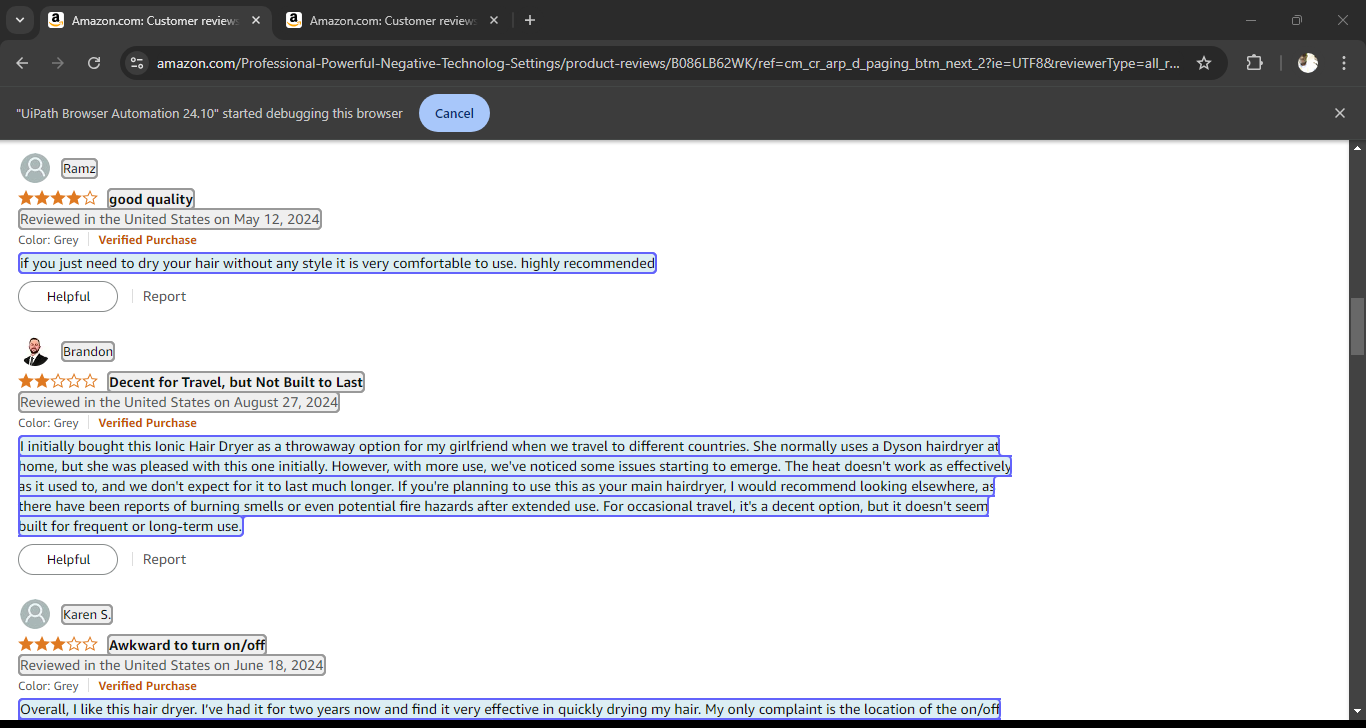 Amazon.com: Customer reviews
Amazon.com: Customer reviews
amazon.com/Professional-Powerful-Negative-Technolog-Settings/product-reviews/B086LB62WK/ref=cm_cr_arp_d_paging_btm_next_2?ie=UTF8&reviewerType=all_r...
"UiPath Browser Automation 24.10" started debugging this browser
Cancel
Ramz
good quality
Reviewed in the United States on May 12, 2024
Color: Grey Verified Purchase
if you just need to dry your hair without any style it is very comfortable to use. highly recommended
Helpful Report
Brandon
Decent for Travel, but Not Built to Last
Reviewed in the United States on August 27, 2024
Color: Grey Verified Purchase
I initially bought this Ionic Hair Dryer as a throwaway option for my girlfriend when we travel to different countries. She normally uses a Dyson hairdryer at
home, but she was pleased with this one initially. However, with more use, we've noticed some issues starting to emerge. The heat doesn't work as effectively
as it used to, and we don't expect for it to last much longer. If you're planning to use this as your main hairdryer, I would recommend looking elsewhere, as
there have been reports of burning smells or even potential fire hazards after extended use. For occasional travel, it's a decent option, but it doesn't seem
built for frequent or long-term use.
Helpful Report
Karen S.
Awkward to turn on/off
Reviewed in the United States on June 18, 2024
Color: Grey Verified Purchase
Overall, I like this hair dryer. I've had it for two years now and find it very effective in quickly drying my hair. My only complaint is the location of the on/off